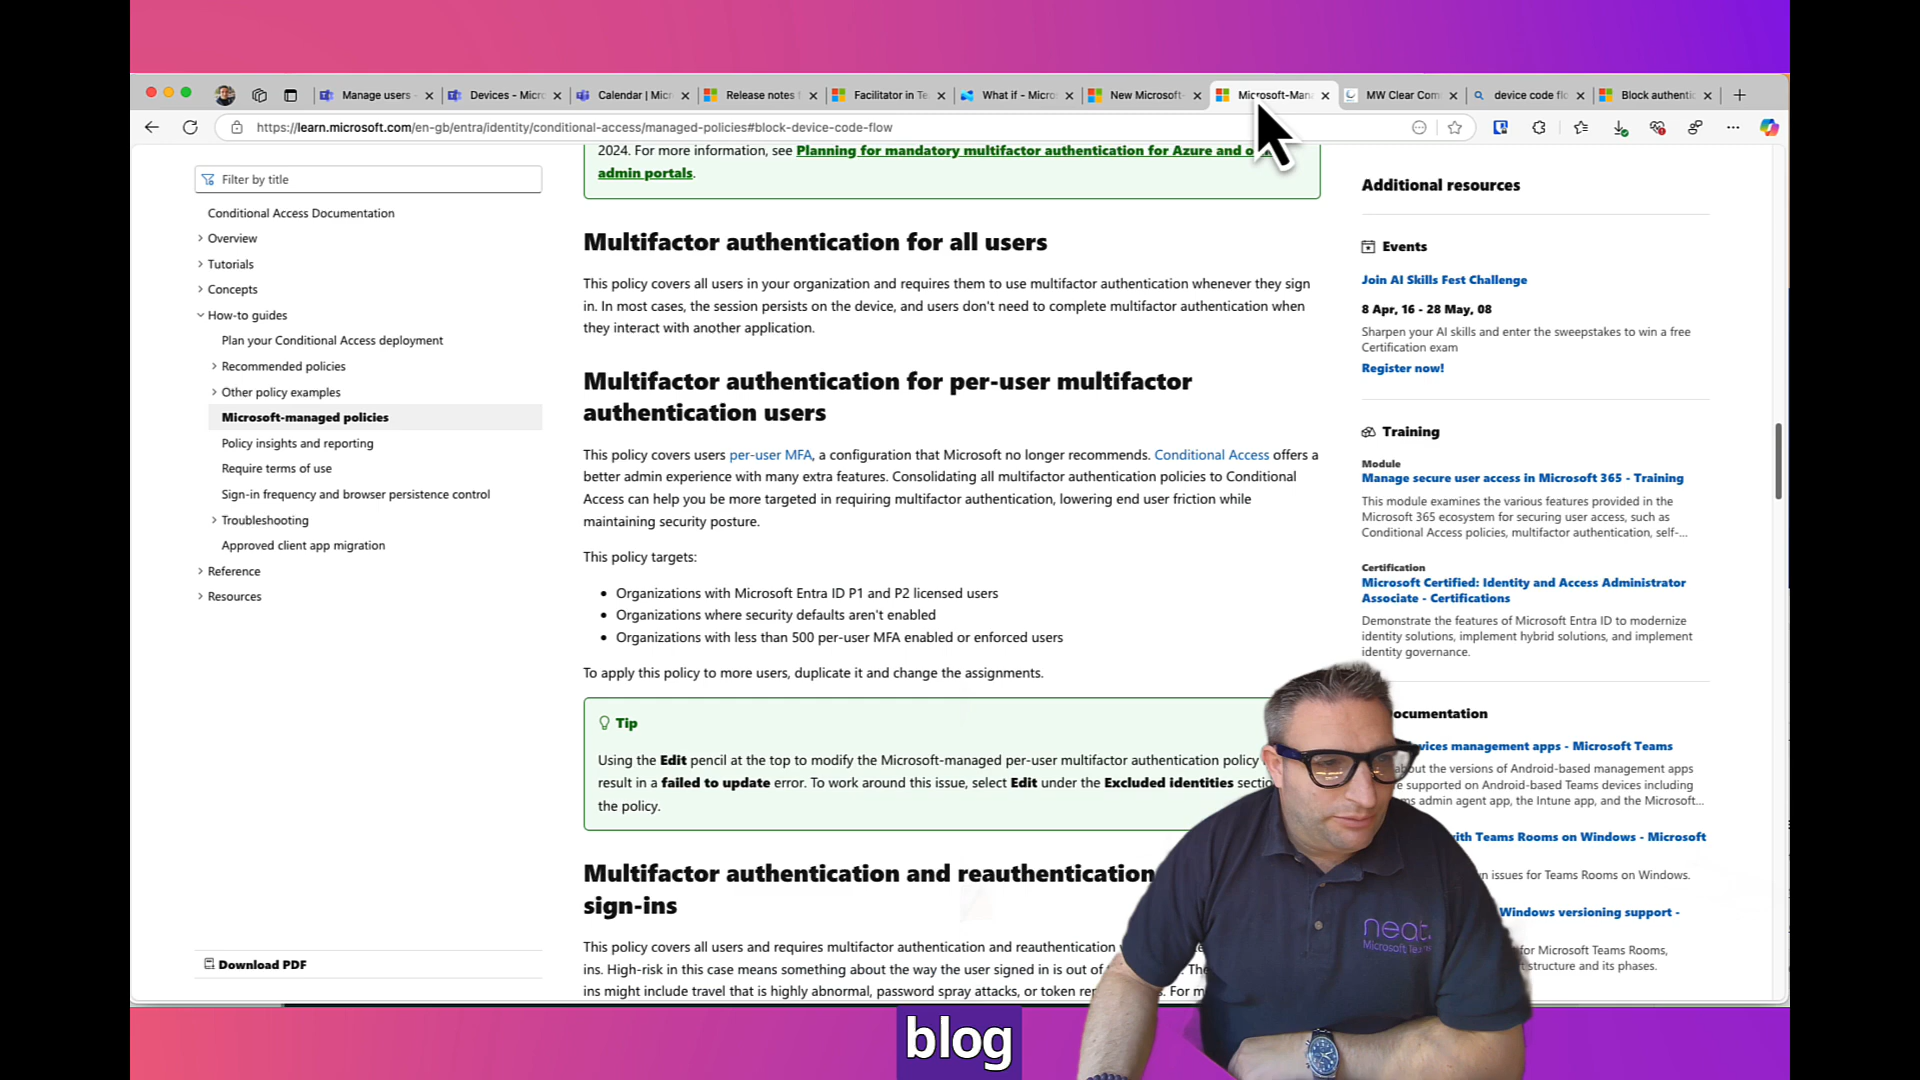 Manage users
Devices - Micro
Calendar | Micr
Release notes f
Facilitator in Te
What if - Micros
New Microsoft-
Microsoft-Mana
MW Clear Com
device code flo
Block authentic
https://learn.microsoft.com/en-gb/entra/identity/conditional-access/managed-policies#block-device-code-flow
Filter by title
Conditional Access Documentation
Overview
Tutorials
Concepts
How-to guides
Plan your Conditional Access deployment
Recommended policies
Other policy examples
Microsoft-managed policies
Policy insights and reporting
Require terms of use
Sign-in frequency and browser persistence control
Troubleshooting
Approved client app migration
Reference
Resources
Download PDF
2024. For more information, see Planning for mandatory multifactor authentication for Azure and
admin portals.
Multifactor authentication for all users
This policy covers all users in your organization and requires them to use multifactor authentication whenever they sign
in. In most cases, the session persists on the device, and users don't need to complete multifactor authentication when
they interact with another application.
Multifactor authentication for per-user multifactor
authentication users
This policy covers users per-user MFA, a configuration that Microsoft no longer recommends. Conditional Access offers a
better admin experience with many extra features. Consolidating all multifactor authentication policies to Conditional
Access can help you be more targeted in requiring multifactor authentication, lowering end user friction while
maintaining security posture.
This policy targets:
• Organizations with Microsoft Entra ID P1 and P2 licensed users
• Organizations where security defaults aren't enabled
• Organizations with less than 500 per-user MFA enabled or enforced users
To apply this policy to more users, duplicate it and change the assignments.
Tip
Using the Edit pencil at the top to modify the Microsoft-managed per-user multifactor authentication policy
result in a failed to update error. To work around this issue, select Edit under the Excluded identities
the policy.
Multifactor authentication and reauthentication
sign-ins
This policy covers all users and requires multifactor authentication and reauthentication
ins. High-risk in this case means something about the way the user signed in is out of
ins might include travel that is highly abnormal, password spray attacks, or token
Additional resources
Events
Join AI Skills Fest Challenge
8 Apr, 16 - 28 May, 08
Sharpen your AI skills and enter the sweepstakes to win a free
Certification exam
Register now!
Training
Module
Manage secure user access in Microsoft 365 - Training
This module examines the various features provided in the
Microsoft 365 ecosystem for securing user access, such as
Conditional Access policies, multifactor authentication, self-...
Certification
Microsoft Certified: Identity and Access Administrator
Associate - Certifications
Demonstrate the features of Microsoft Entra ID to modernize
identity solutions, implement hybrid solutions, and implement
identity governance.
ocumentation
vices management apps - Microsoft Teams
bout the versions of Android-based management apps
supported on Android-based Teams devices including
ms admin agent app, the Intune app, and the Microsoft...
ith Teams Rooms on Windows - Microsoft
n issues for Teams Rooms on Windows.
Windows versioning support -
for Microsoft Teams Rooms,
structure and its phases.
neat.
Microsoft
blog